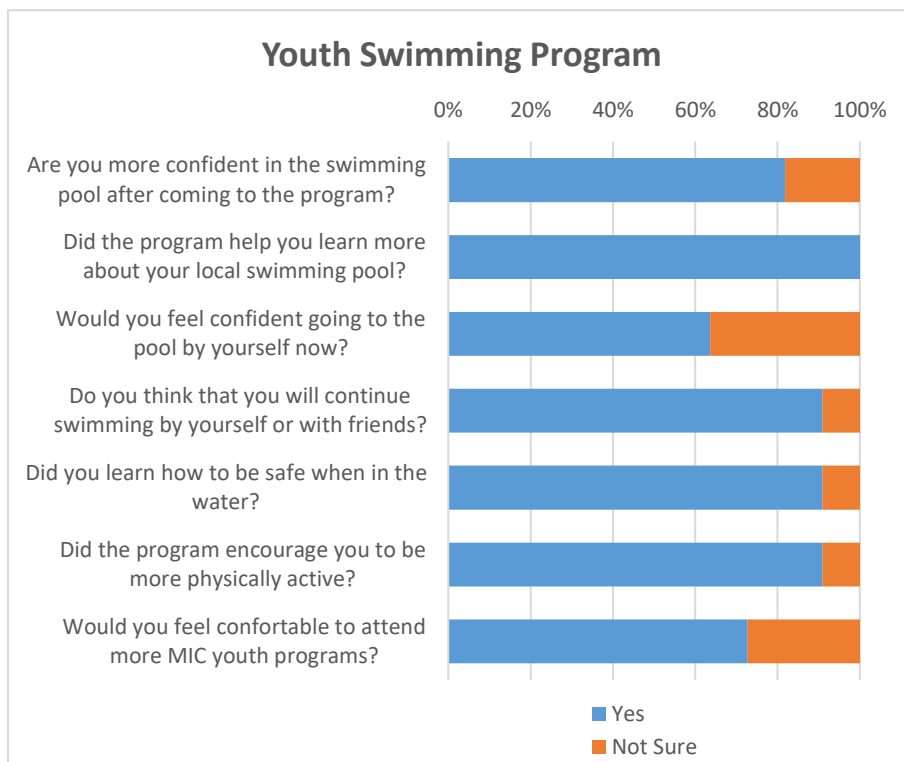 Youth Swimming Program
0% 20% 40% 60% 80% 100%
Are you more confident in the swimming
pool after coming to the program?
Did the program help you learn more
about your local swimming pool?
Would you feel confident going to the
pool by yourself now?
Do you think that you will continue
swimming by yourself or with friends?
Did you learn how to be safe when in the
water?
Did the program encourage you to be
more physically active?
Would you feel confortable to attend
more MIC youth programs?
Yes
Not Sure